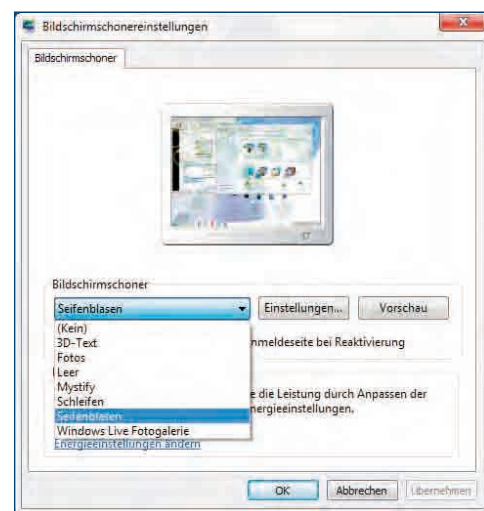 Bildschirmschonereinstellungen
Bildschirmschoner
Bildschirmschoner
Seifenblasen
Einstellungen...
Vorschau
(Kein)
3D-Text
nmeldeseite bei Reaktivierung
Fotos
Leer
Mystify
e die Leistung durch Anpassen der
Schleifen
nergieeinstellungen.
Seifenblasen
Windows Live Fotogalerie
Energieeinstellungen ändern
OK
Abbrechen
Übernehmen